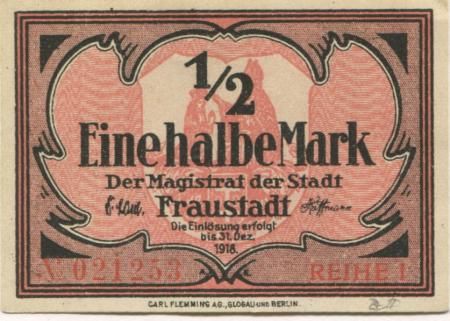 1/2
Eine halbe Mark
Der Magistrat der Stadt
Fraustadt
Die Einlösung erfolgt
bis 31. Dez.
1918.
No 021253
REIHE I
CARL FLEMMING AG., GLOGAU UND BERLIN.